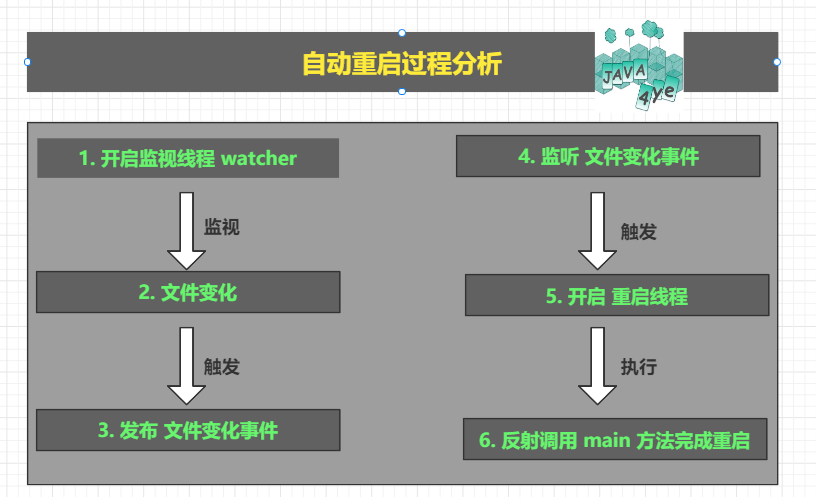 自动重启过程分析
JAVA
4ye
1. 开启监视线程 watcher
监视
2. 文件变化
触发
3. 发布 文件变化事件
4. 监听 文件变化事件
触发
5. 开启 重启线程
执行
6. 反射调用 main 方法完成重启